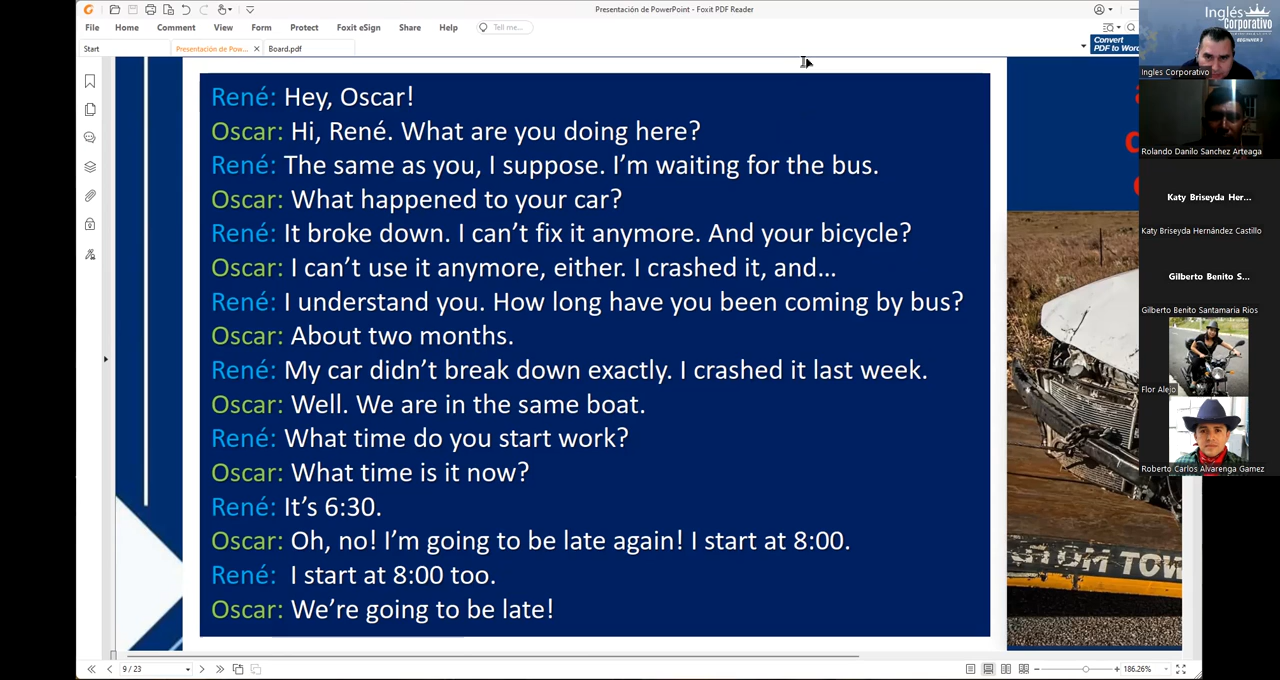 Presentación de PowerPoint - Foxit PDF Reader
File Home Comment View Form Protect Foxit eSign Share Help Tell me...
Start Presentación de Pow... Board.pdf
Convert
PDF to Word
René: Hey, Oscar!
Oscar: Hi, René. What are you doing here?
René: The same as you, I suppose. I'm waiting for the bus.
Oscar: What happened to your car?
René: It broke down. I can't fix it anymore. And your bicycle?
Oscar: I can't use it anymore, either. I crashed it, and...
René: I understand you. How long have you been coming by bus?
Oscar: About two months.
René: My car didn't break down exactly. I crashed it last week.
Oscar: Well. We are in the same boat.
René: What time do you start work?
Oscar: What time is it now?
René: It's 6:30.
Oscar: Oh, no! I'm going to be late again! I start at 8:00.
René: I start at 8:00 too.
Oscar: We're going to be late!
9 / 23
186.26%
Inglés
Corporativo
BEGINNER 3
Ingles Corporativo
Rolando Danilo Sanchez Arteaga
Katy Briseyda Her...
Katy Briseyda Hernández Castillo
Gilberto Benito S...
Gilberto Benito Santamaria Rios
Flor Alejo
Roberto Carlos Alvarenga Gamez